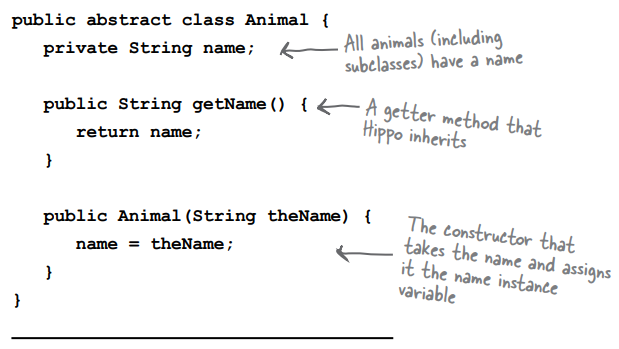 public abstract class Animal {
private String name;
All animals (including
subclasses) have a name
public String getName() {
A getter method that
Hippo inherits
return name;
}
public Animal(String theName) {
name = theName;
}
}
The constructor that
takes the name and assigns
it the name instance
variable